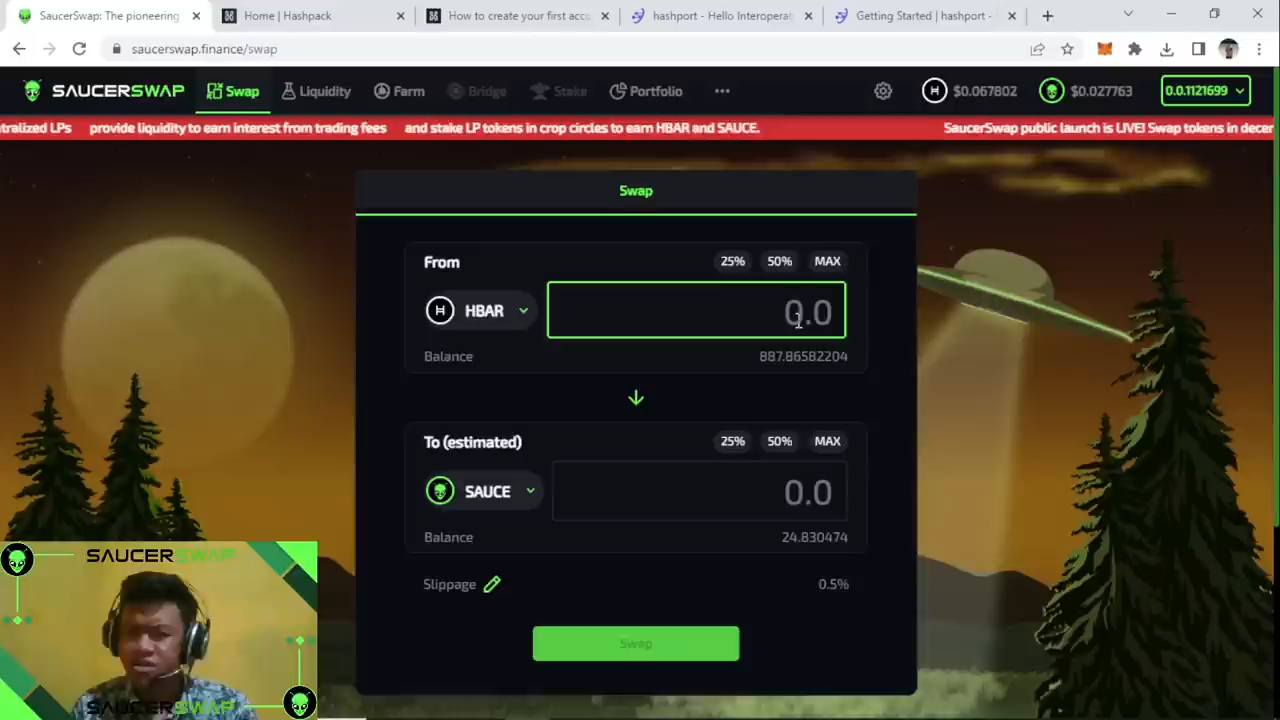 SaucerSwap: The pioneering
Home | Hashpack
How to create your first acco
hashport - Hello Interoperat
Getting Started | hashport -
saucerswap.finance/swap
SAUCERSWAP
Swap
Liquidity
Farm
Bridge
Stake
Portfolio
$0.067802
$0.027763
0.0.1121699
ntralized LPs provide liquidity to earn interest from trading fees and stake LP tokens in crop circles to earn HBAR and SAUCE. SaucerSwap public launch is LIVE! Swap tokens in decer
Swap
From
25% 50% MAX
H HBAR
0.0
Balance
887.86582204
To (estimated)
25% 50% MAX
SAUCE
0.0
Balance
24.830474
Slippage
0.5%
Swap
SAUCERSWAP
SAUCERSWAP